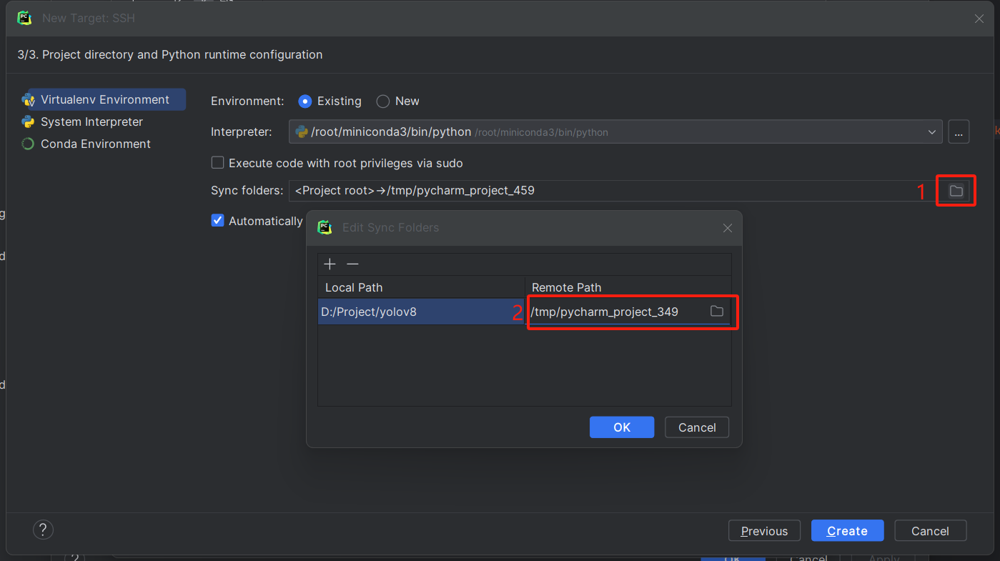 New Target: SSH
3/3. Project directory and Python runtime configuration
Virtualenv Environment
System Interpreter
Conda Environment
Environment: Existing New
Interpreter: /root/miniconda3/bin/python /root/miniconda3/bin/python ...
Execute code with root privileges via sudo
Sync folders: <Project root>→/tmp/pycharm_project_459 1
Automatically
Edit Sync Folders
Local Path Remote Path
D:/Project/yolov8 2 /tmp/pycharm_project_349
OK Cancel
? Previous Create Cancel